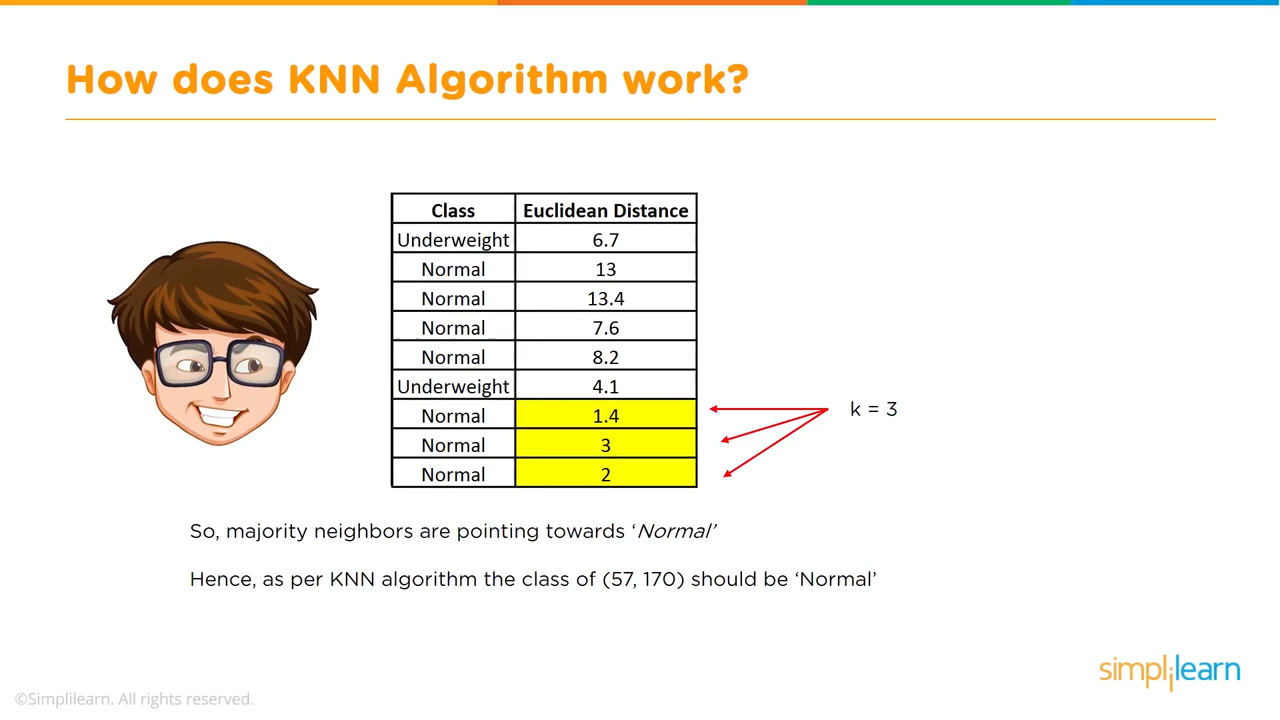 How does KNN Algorithm work?
Class Euclidean Distance
Underweight 6.7
Normal 13
Normal 13.4
Normal 7.6
Normal 8.2
Underweight 4.1
Normal 1.4
Normal 3
Normal 2
k = 3
So, majority neighbors are pointing towards ‘Normal’
Hence, as per KNN algorithm the class of (57, 170) should be ‘Normal’
simplilearn
©Simplilearn. All rights reserved.